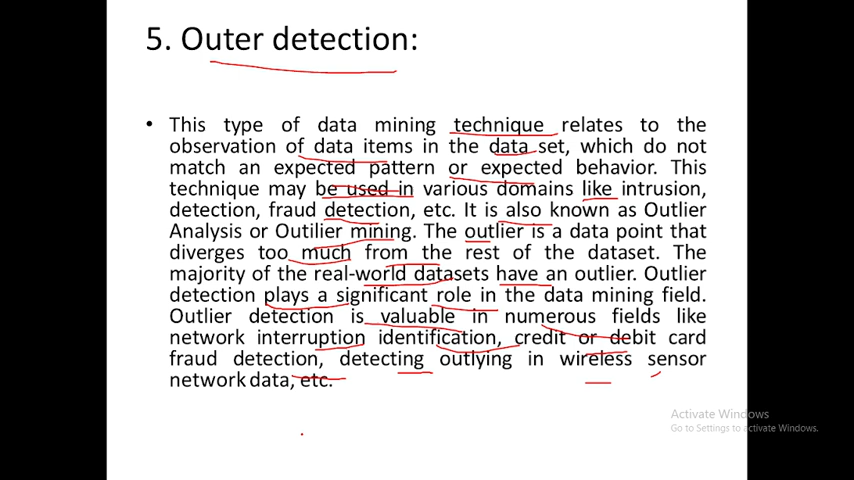 5. Outer detection:
• This type of data mining technique relates to the
observation of data items in the data set, which do not
match an expected pattern or expected behavior. This
technique may be used in various domains like intrusion,
detection, fraud detection, etc. It is also known as Outlier
Analysis or Outilier mining. The outlier is a data point that
diverges too much from the rest of the dataset. The
majority of the real-world datasets have an outlier. Outlier
detection plays a significant role in the data mining field.
Outlier detection is valuable in numerous fields like
network interruption identification, credit or debit card
fraud detection, detecting outlying in wireless sensor
network data, etc.
Activate Windows
Go to Settings to activate Windows.